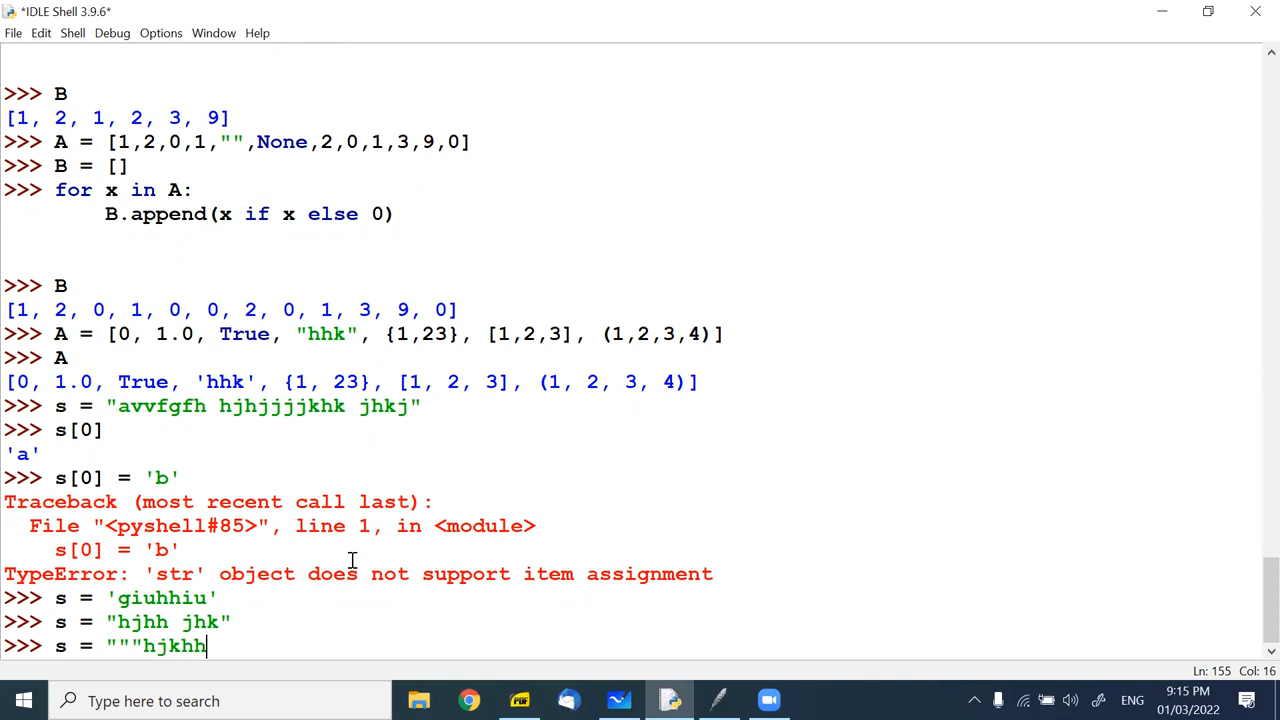 *IDLE Shell 3.9.6*
File Edit Shell Debug Options Window Help
>>> B
[1, 2, 1, 2, 3, 9]
>>> A = [1,2,0,1,"",None,2,0,1,3,9,0]
>>> B = []
>>> for x in A:
        B.append(x if x else 0)
>>> B
[1, 2, 0, 1, 0, 0, 2, 0, 1, 3, 9, 0]
>>> A = [0, 1.0, True, "hhk", {1,23}, [1,2,3], (1,2,3,4)]
>>> A
[0, 1.0, True, 'hhk', {1, 23}, [1, 2, 3], (1, 2, 3, 4)]
>>> s = "avvfgfh hjhjjjjkhk jhkj"
>>> s[0]
'a'
>>> s[0] = 'b'
Traceback (most recent call last):
  File "<pyshell#85>", line 1, in <module>
    s[0] = 'b'
TypeError: 'str' object does not support item assignment
>>> s = 'giuhhiu'
>>> s = "hjhh jhk"
>>> s = """hjkhh
Ln: 155 Col: 16
Type here to search
ENG
9:15 PM
01/03/2022